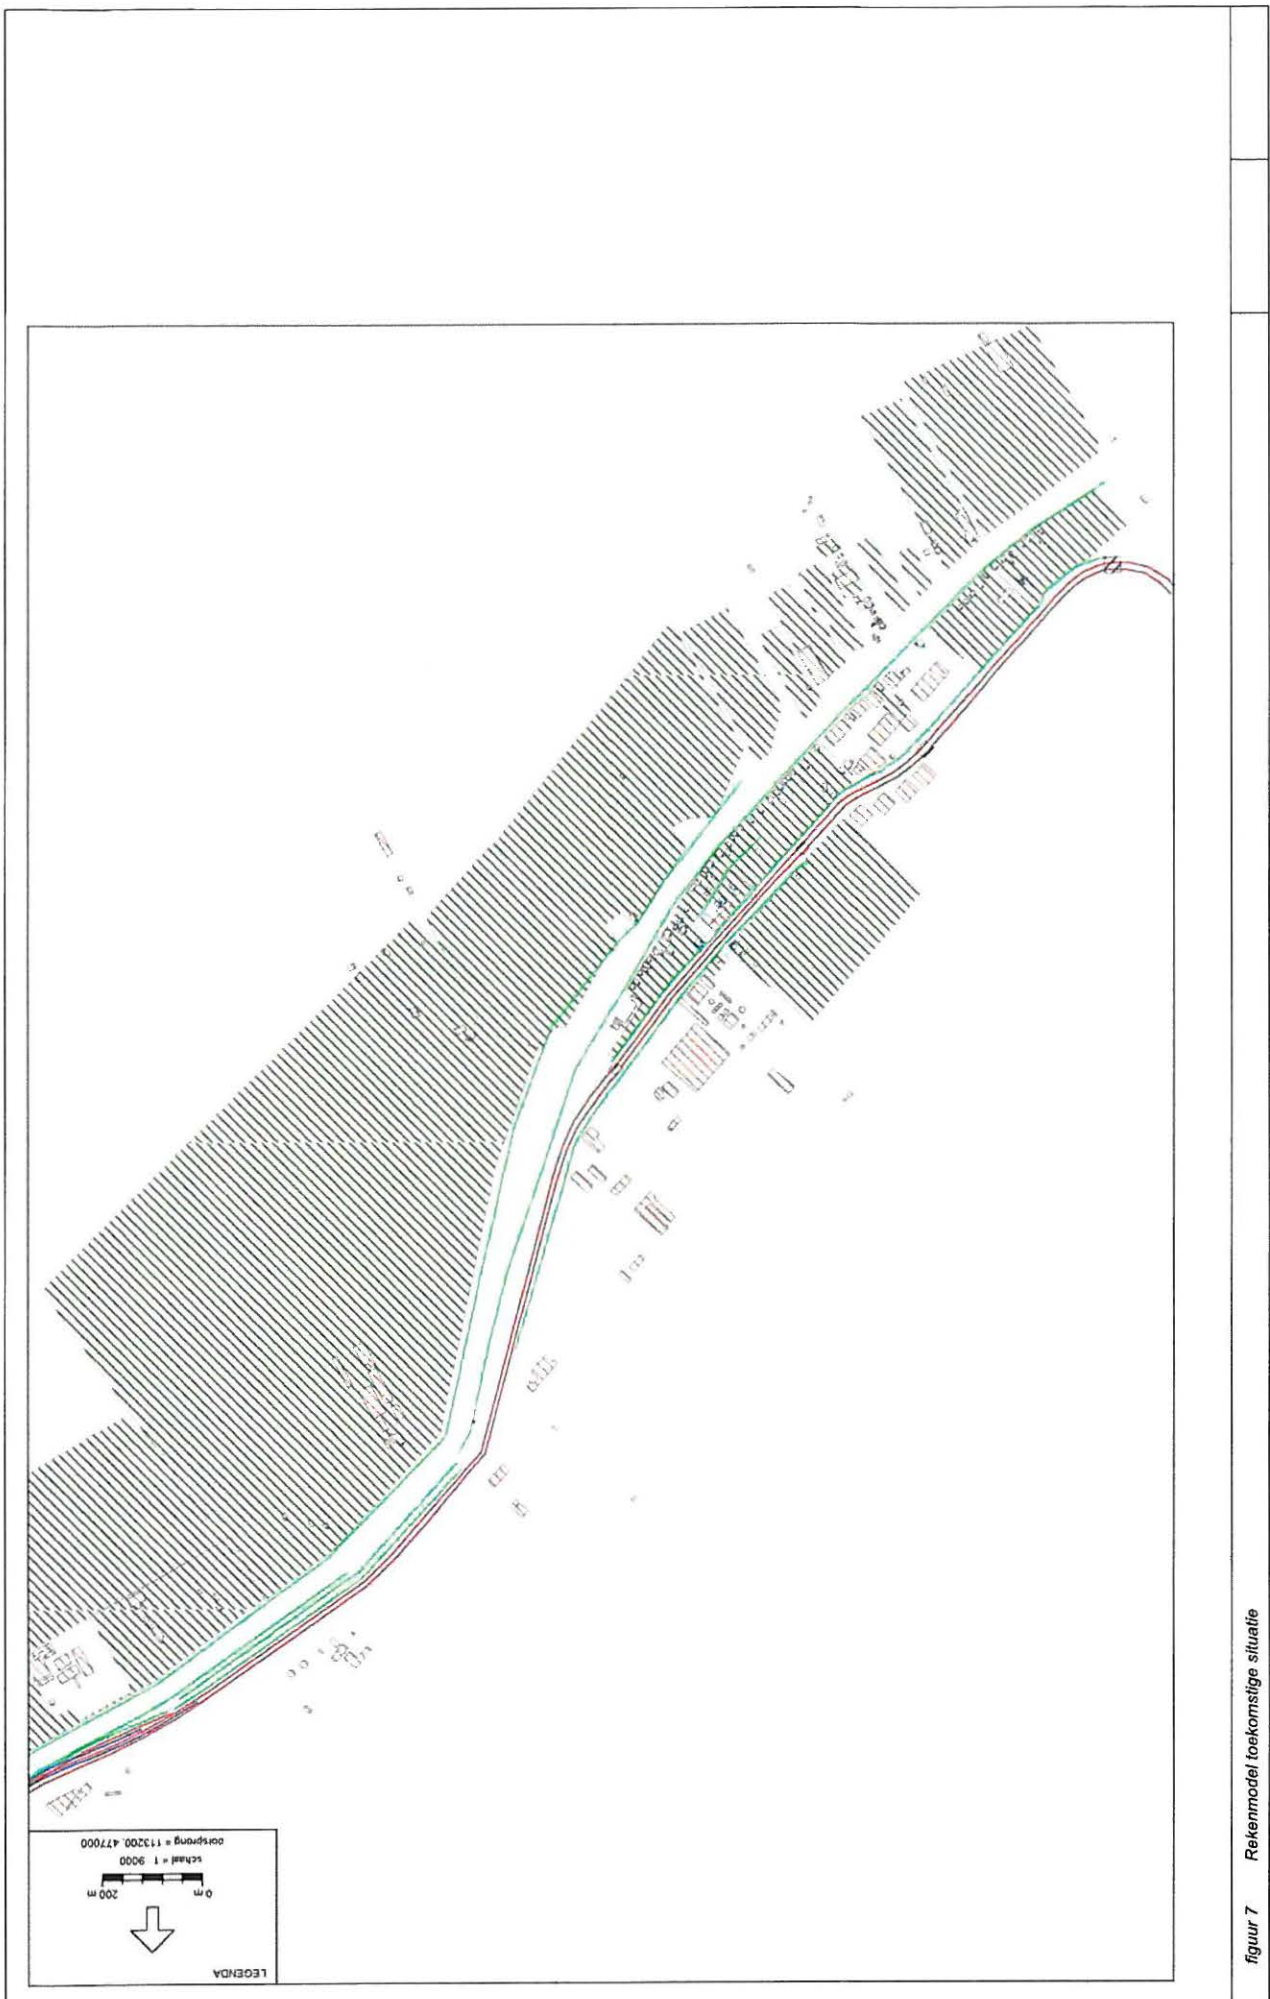 LEGENDA
0 m 200 m
schaal = 1 : 9000
oorsprong = 113200, 477000
figuur 7 Rekenmodel toekomstige situatie